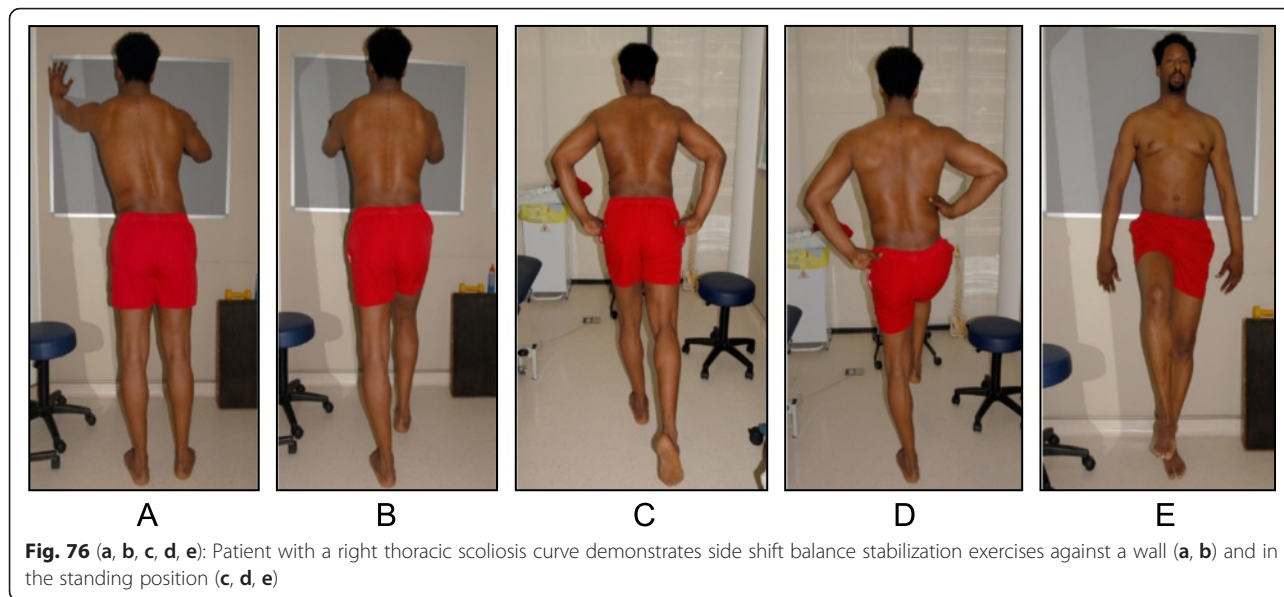 A B C D E
Fig. 76 (a, b, c, d, e): Patient with a right thoracic scoliosis curve demonstrates side shift balance stabilization exercises against a wall (a, b) and in
the standing position (c, d, e)